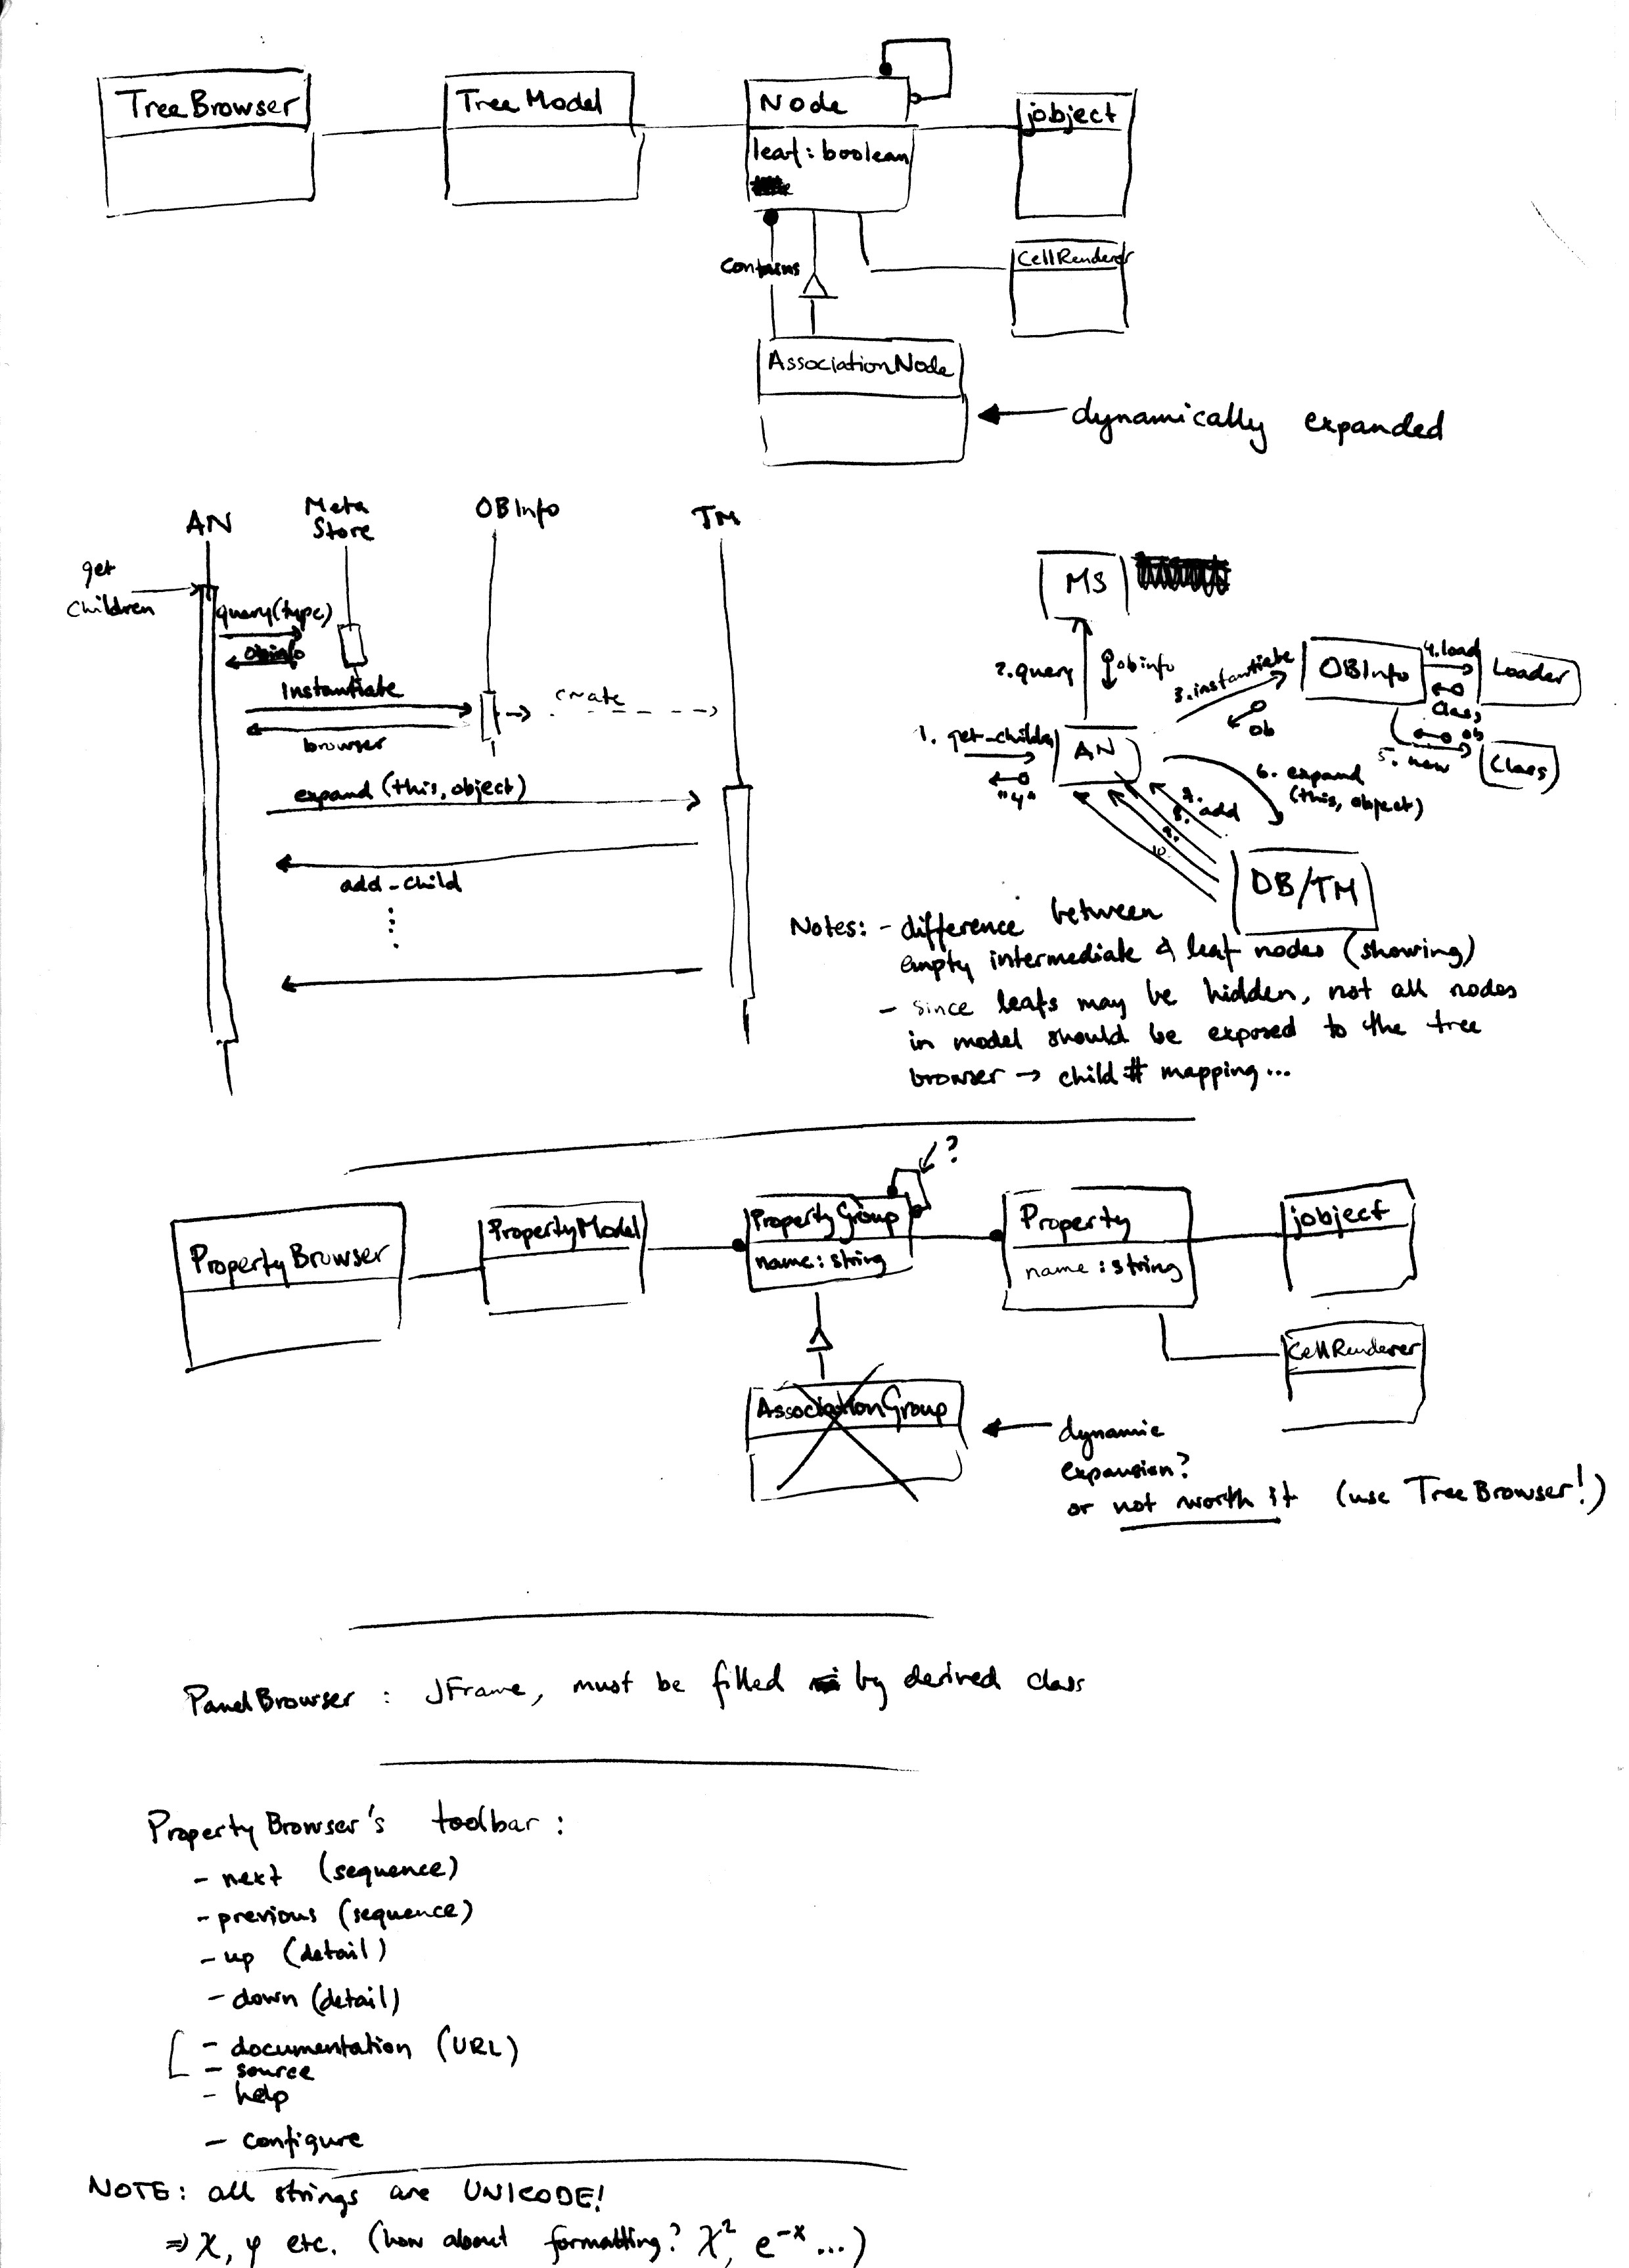 TreeBrowser
TreeModel
Node
leaf: boolean
jobject
CellRenderer
contains
AssociationNode
dynamically expanded
AN
Meta
Store
OBInfo
TM
get
children
query(type)
obinfo
instantiate
create
browser
expand (this, object)
add_child
⋮
MS
2. query
obinfo
3. instantiate
ob
OBInfo
4. load
class
Loader
ob
5. new
Class
1. get_childre
"4"
AN
6. expand
(this, object)
7.
8. add
9.
10.
OB/TM
Notes: - difference between
empty intermediate & leaf nodes (showing)
- since leafs may be hidden, not all nodes
in model should be exposed to the tree
browser → child # mapping...
?
PropertyBrowser
PropertyModel
PropertyGroup
name: string
Property
name: string
jobject
CellRenderer
AssociationGroup
dynamic
expansion?
or not worth it (use TreeBrowser!)
PanelBrowser : JFrame, must be filled by derived class
PropertyBrowser's toolbar:
- next (sequence)
- previous (sequence)
- up (detail)
- down (detail)
- documentation (URL)
- source
- help
- configure
NOTE: all strings are UNICODE!
⇒ χ, φ etc. (how about formatting? χ², e⁻ˣ ...)